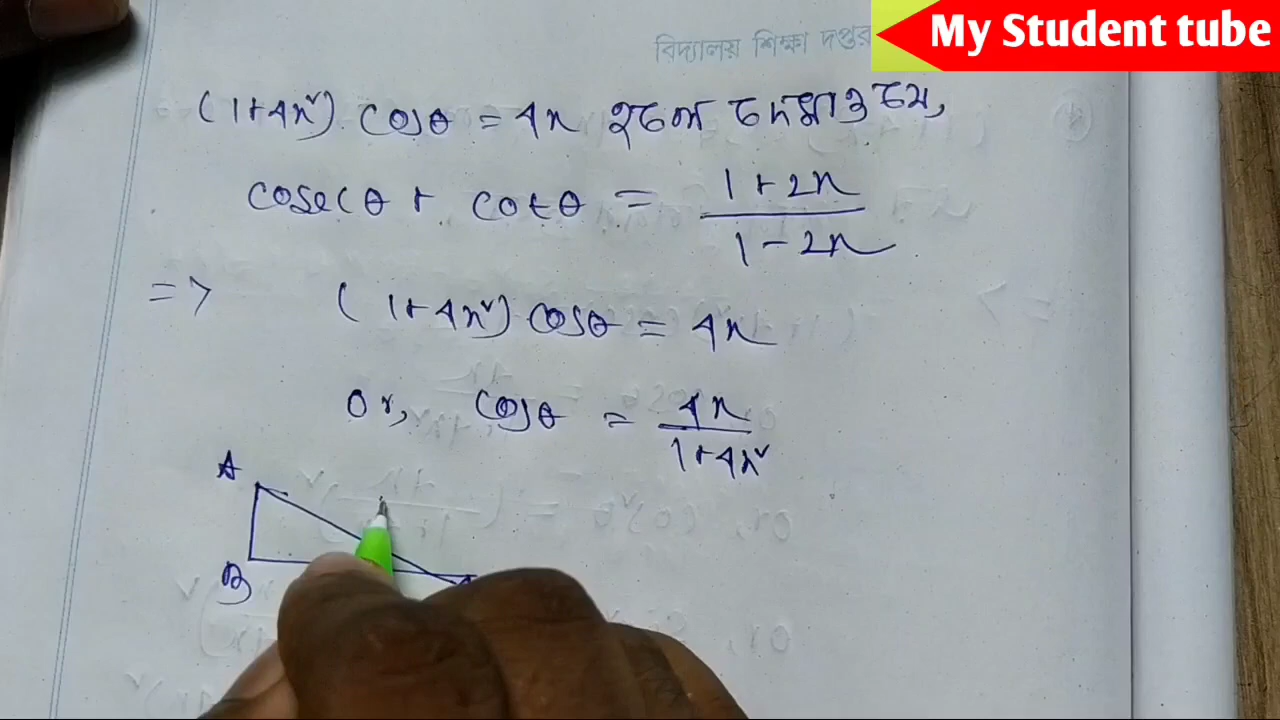 My Student tube
বিদ্যালয় শিক্ষা দপ্তর
(1+4x²). cosθ = 4x হলে দেখাও যে,
cosecθ + cotθ = 1+2x / 1-2x
=> (1+4x²) cosθ = 4x
Or, cosθ = 4x / 1+4x²
A
B